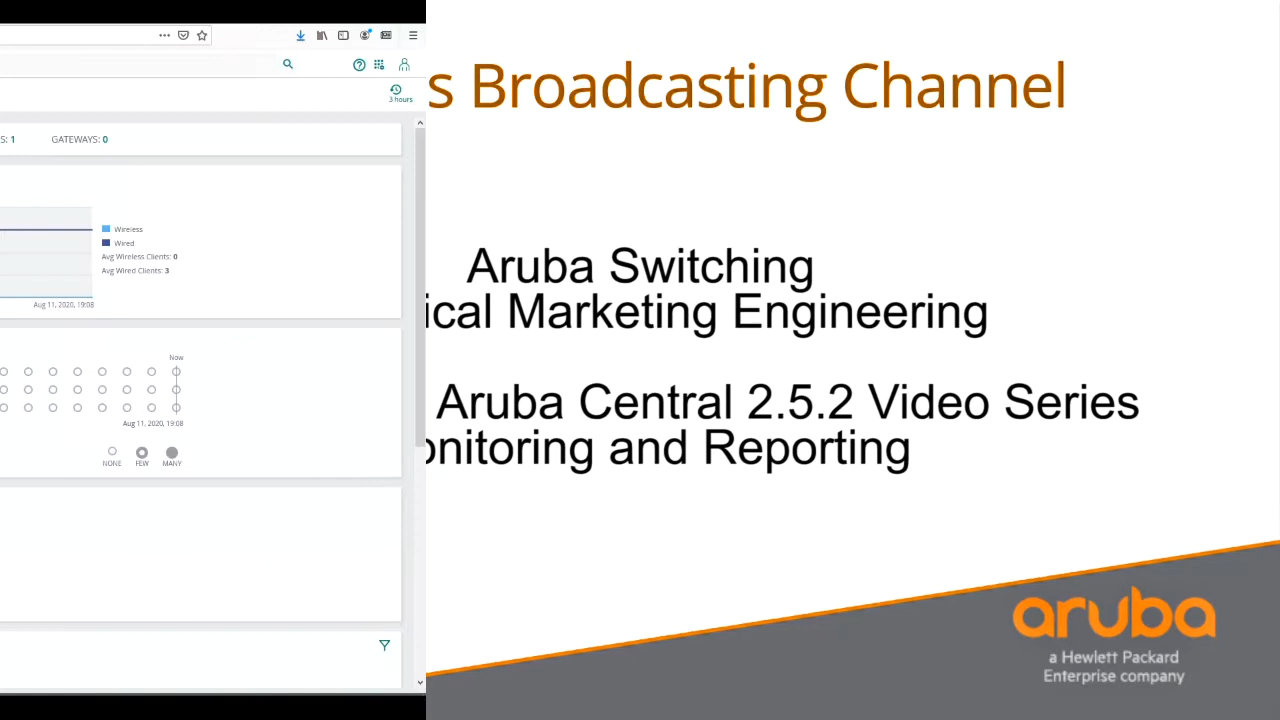 3 hours
S: 1 GATEWAYS: 0
Wireless
Wired
Avg Wireless Clients: 0
Avg Wired Clients: 3
Aug 11, 2020, 19:08
Now
Aug 11, 2020, 19:08
NONE FEW MANY
s Broadcasting Channel
Aruba Switching
ical Marketing Engineering
Aruba Central 2.5.2 Video Series
onitoring and Reporting
aruba
a Hewlett Packard
Enterprise company